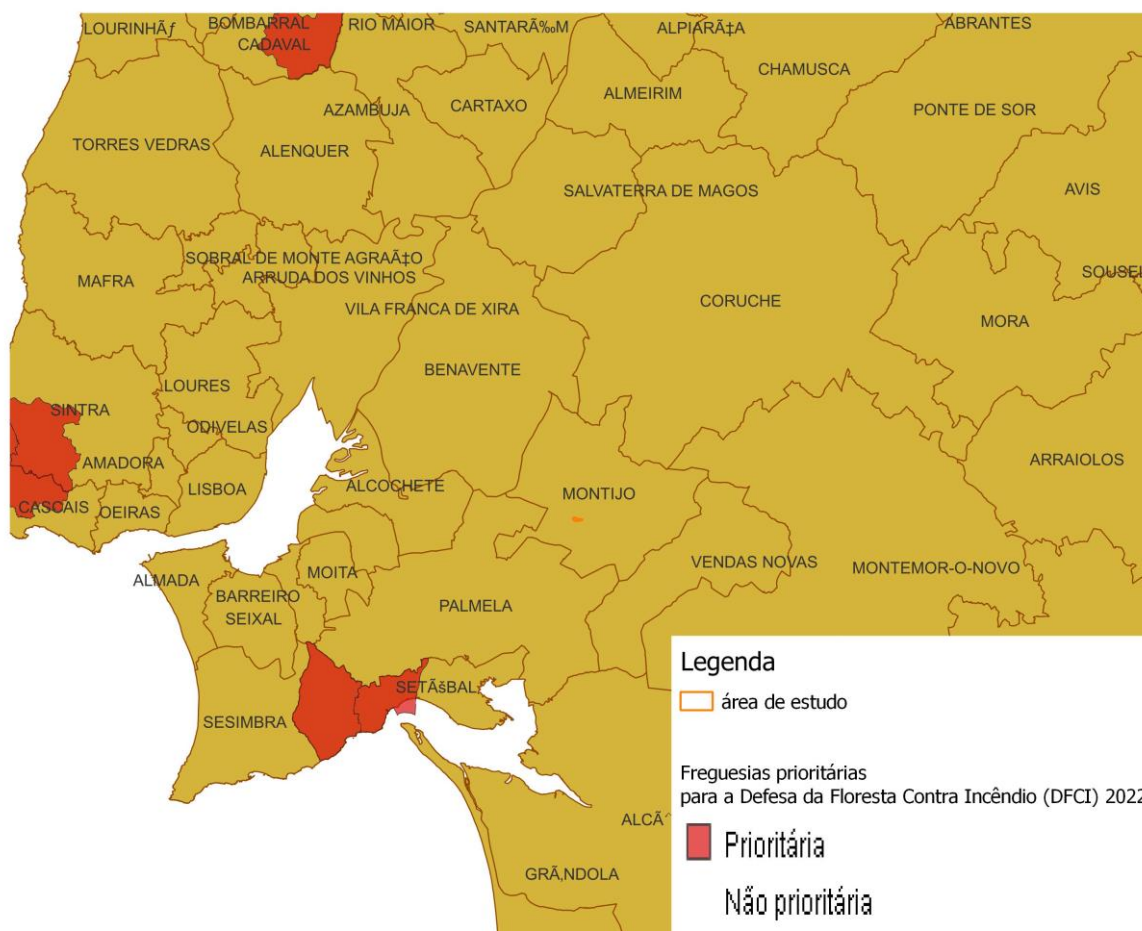 LOURINHÃƒ
BOMBARRAL
CADAVAL
RIO MAIOR
SANTARÃ‰M
ALPIARÃ‡A
ABRANTES
CHAMUSCA
ALMEIRIM
CARTAXO
AZAMBUJA
PONTE DE SOR
TORRES VEDRAS
ALENQUER
SALVATERRA DE MAGOS
AVIS
SOBRAL DE MONTE AGRAÃ‡O
ARRUDA DOS VINHOS
MAFRA
SOUSEL
VILA FRANCA DE XIRA
CORUCHE
MORA
BENAVENTE
LOURES
SINTRA
ODIVELAS
AMADORA
ARRAIOLOS
LISBOA
ALCOCHETE
MONTIJO
CASCAIS
OEIRAS
VENDAS NOVAS
MONTEMOR-O-NOVO
ALMADA
MOITA
BARREIRO
SEIXAL
PALMELA
SETÃšBAL
SESIMBRA
ALCÃˆ
GRÃ‚NDOLA
Legenda
área de estudo
Freguesias prioritárias
para a Defesa da Floresta Contra Incêndio (DFCI) 2022
Prioritária
Não prioritária